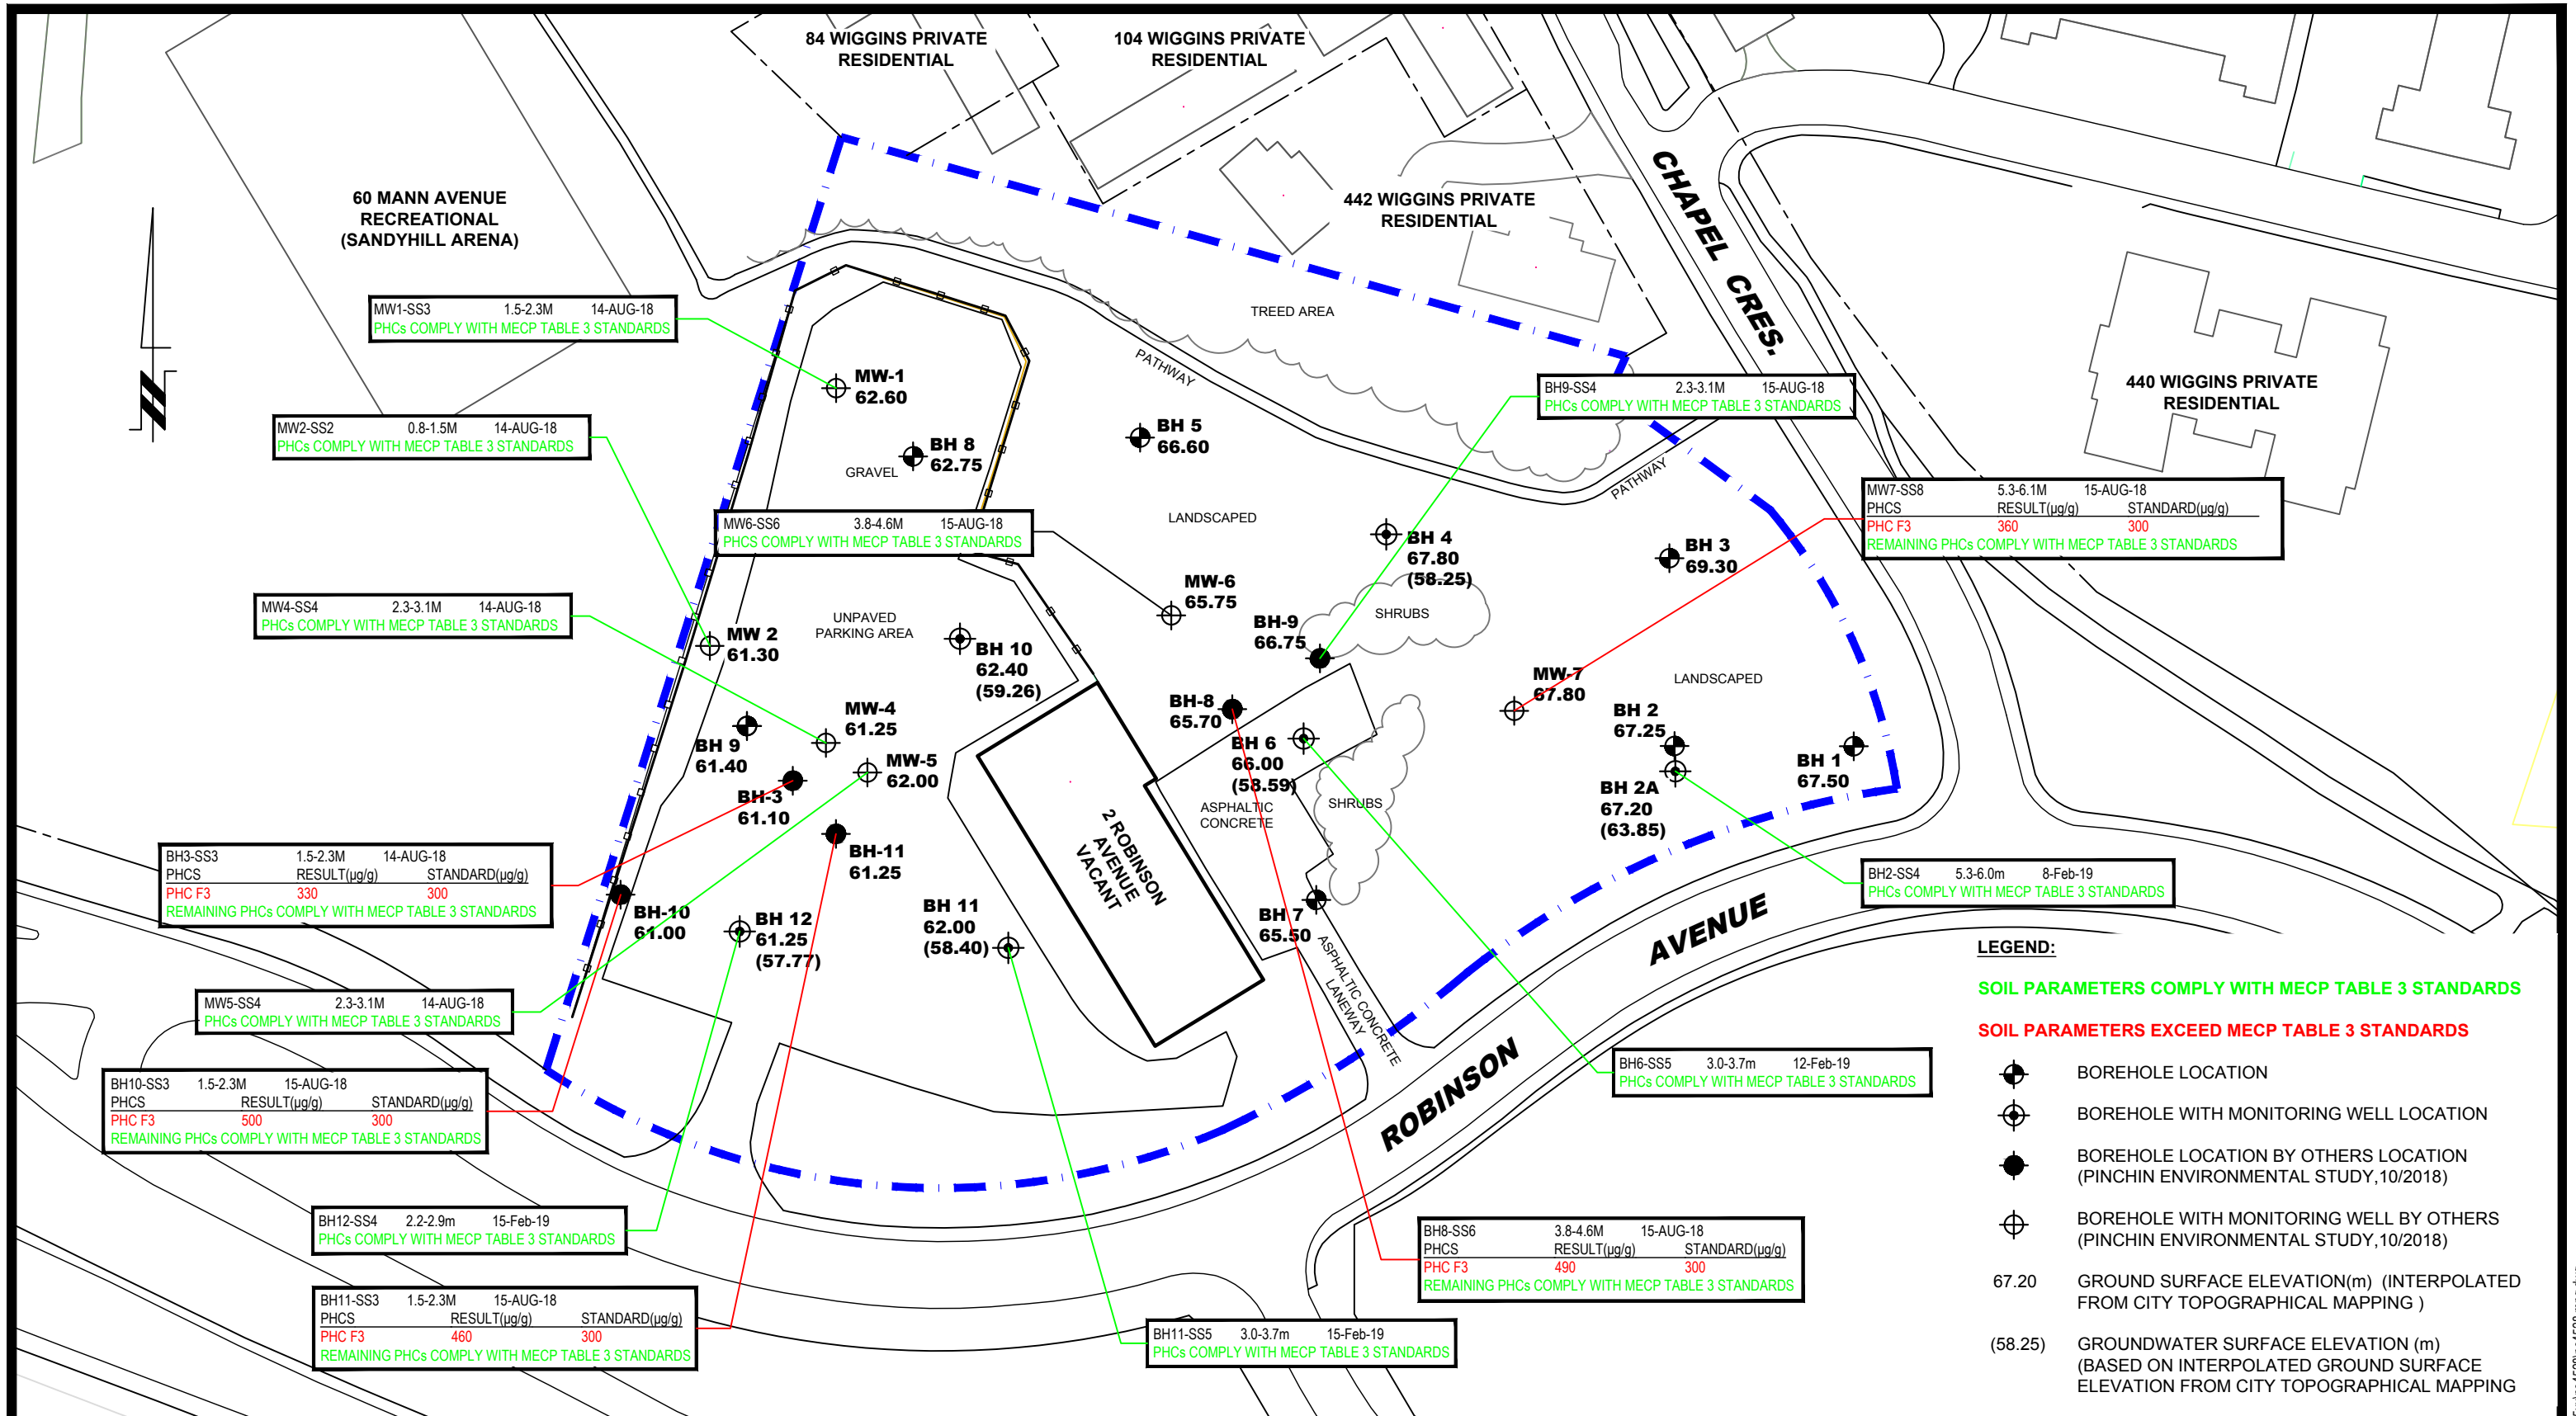 84 WIGGINS PRIVATE
RESIDENTIAL
104 WIGGINS PRIVATE
RESIDENTIAL
60 MANN AVENUE
RECREATIONAL
(SANDYHILL ARENA)
442 WIGGINS PRIVATE
RESIDENTIAL
CHAPEL CRES.
440 WIGGINS PRIVATE
RESIDENTIAL
TREED AREA
PATHWAY
PATHWAY
MW1-SS3 1.5-2.3M 14-AUG-18
PHCs COMPLY WITH MECP TABLE 3 STANDARDS
MW2-SS2 0.8-1.5M 14-AUG-18
PHCs COMPLY WITH MECP TABLE 3 STANDARDS
BH9-SS4 2.3-3.1M 15-AUG-18
PHCs COMPLY WITH MECP TABLE 3 STANDARDS
MW-1
62.60
BH 8
62.75
GRAVEL
BH 5
66.60
LANDSCAPED
MW6-SS6 3.8-4.6M 15-AUG-18
PHCS COMPLY WITH MECP TABLE 3 STANDARDS
MW7-SS8 5.3-6.1M 15-AUG-18
PHCS RESULT(µg/g) STANDARD(µg/g)
PHC F3 360 300
REMAINING PHCs COMPLY WITH MECP TABLE 3 STANDARDS
BH 4
67.80
(58.25)
BH 3
69.30
MW-6
65.75
SHRUBS
MW4-SS4 2.3-3.1M 14-AUG-18
PHCs COMPLY WITH MECP TABLE 3 STANDARDS
UNPAVED
PARKING AREA
MW 2
61.30
BH 10
62.40
(59.26)
BH-9
66.75
MW-7
67.80
LANDSCAPED
BH-8
65.70
BH 2
67.25
MW-4
61.25
BH 9
61.40
MW-5
62.00
BH 6
66.00
(58.59)
BH 1
67.50
BH 2A
67.20
(63.85)
BH-3
61.10
ASPHALTIC
CONCRETE
SHRUBS
2 ROBINSON
AVENUE
VACANT
BH-11
61.25
BH3-SS3 1.5-2.3M 14-AUG-18
PHCS RESULT(µg/g) STANDARD(µg/g)
PHC F3 330 300
REMAINING PHCs COMPLY WITH MECP TABLE 3 STANDARDS
BH2-SS4 5.3-6.0m 8-Feb-19
PHCs COMPLY WITH MECP TABLE 3 STANDARDS
BH-10
61.00
BH 12
61.25
(57.77)
BH 11
62.00
(58.40)
BH 7
65.50
ASPHALTIC CONCRETE
LANEWAY
ROBINSON AVENUE
MW5-SS4 2.3-3.1M 14-AUG-18
PHCs COMPLY WITH MECP TABLE 3 STANDARDS
BH10-SS3 1.5-2.3M 15-AUG-18
PHCS RESULT(µg/g) STANDARD(µg/g)
PHC F3 500 300
REMAINING PHCs COMPLY WITH MECP TABLE 3 STANDARDS
BH6-SS5 3.0-3.7m 12-Feb-19
PHCs COMPLY WITH MECP TABLE 3 STANDARDS
BH12-SS4 2.2-2.9m 15-Feb-19
PHCs COMPLY WITH MECP TABLE 3 STANDARDS
BH8-SS6 3.8-4.6M 15-AUG-18
PHCS RESULT(µg/g) STANDARD(µg/g)
PHC F3 490 300
REMAINING PHCs COMPLY WITH MECP TABLE 3 STANDARDS
BH11-SS3 1.5-2.3M 15-AUG-18
PHCS RESULT(µg/g) STANDARD(µg/g)
PHC F3 460 300
REMAINING PHCs COMPLY WITH MECP TABLE 3 STANDARDS
BH11-SS5 3.0-3.7m 15-Feb-19
PHCs COMPLY WITH MECP TABLE 3 STANDARDS
LEGEND:
SOIL PARAMETERS COMPLY WITH MECP TABLE 3 STANDARDS
SOIL PARAMETERS EXCEED MECP TABLE 3 STANDARDS
BOREHOLE LOCATION
BOREHOLE WITH MONITORING WELL LOCATION
BOREHOLE LOCATION BY OTHERS LOCATION
(PINCHIN ENVIRONMENTAL STUDY,10/2018)
BOREHOLE WITH MONITORING WELL BY OTHERS
(PINCHIN ENVIRONMENTAL STUDY,10/2018)
67.20 GROUND SURFACE ELEVATION(m) (INTERPOLATED
FROM CITY TOPOGRAPHICAL MAPPING )
(58.25) GROUNDWATER SURFACE ELEVATION (m)
(BASED ON INTERPOLATED GROUND SURFACE
ELEVATION FROM CITY TOPOGRAPHICAL MAPPING